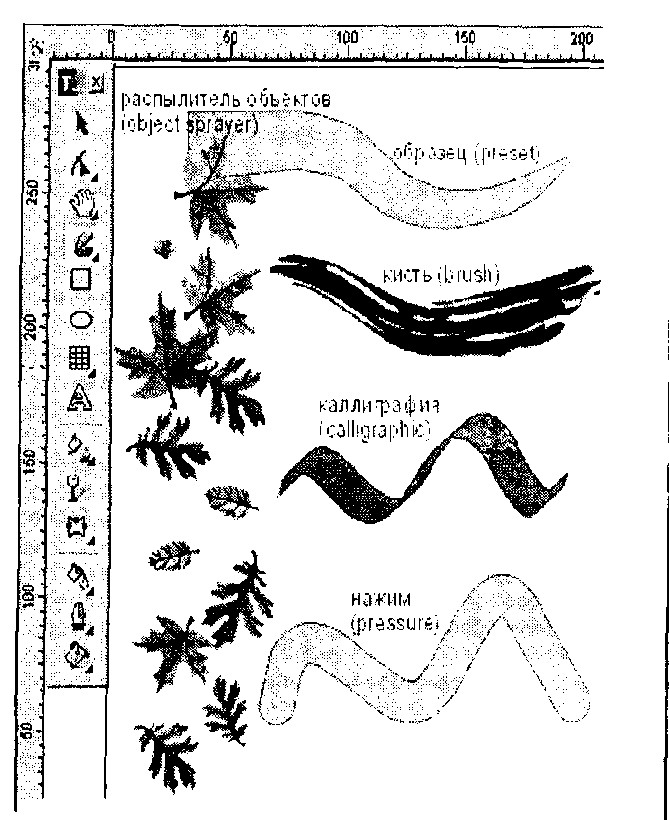 0 50 100 150 200
распылитель объектов
(object sprayer)
образец (preset)
250
кисть (brush)
200
каллиграфия
(calligraphic)
150
100
нажим
(pressure)
50